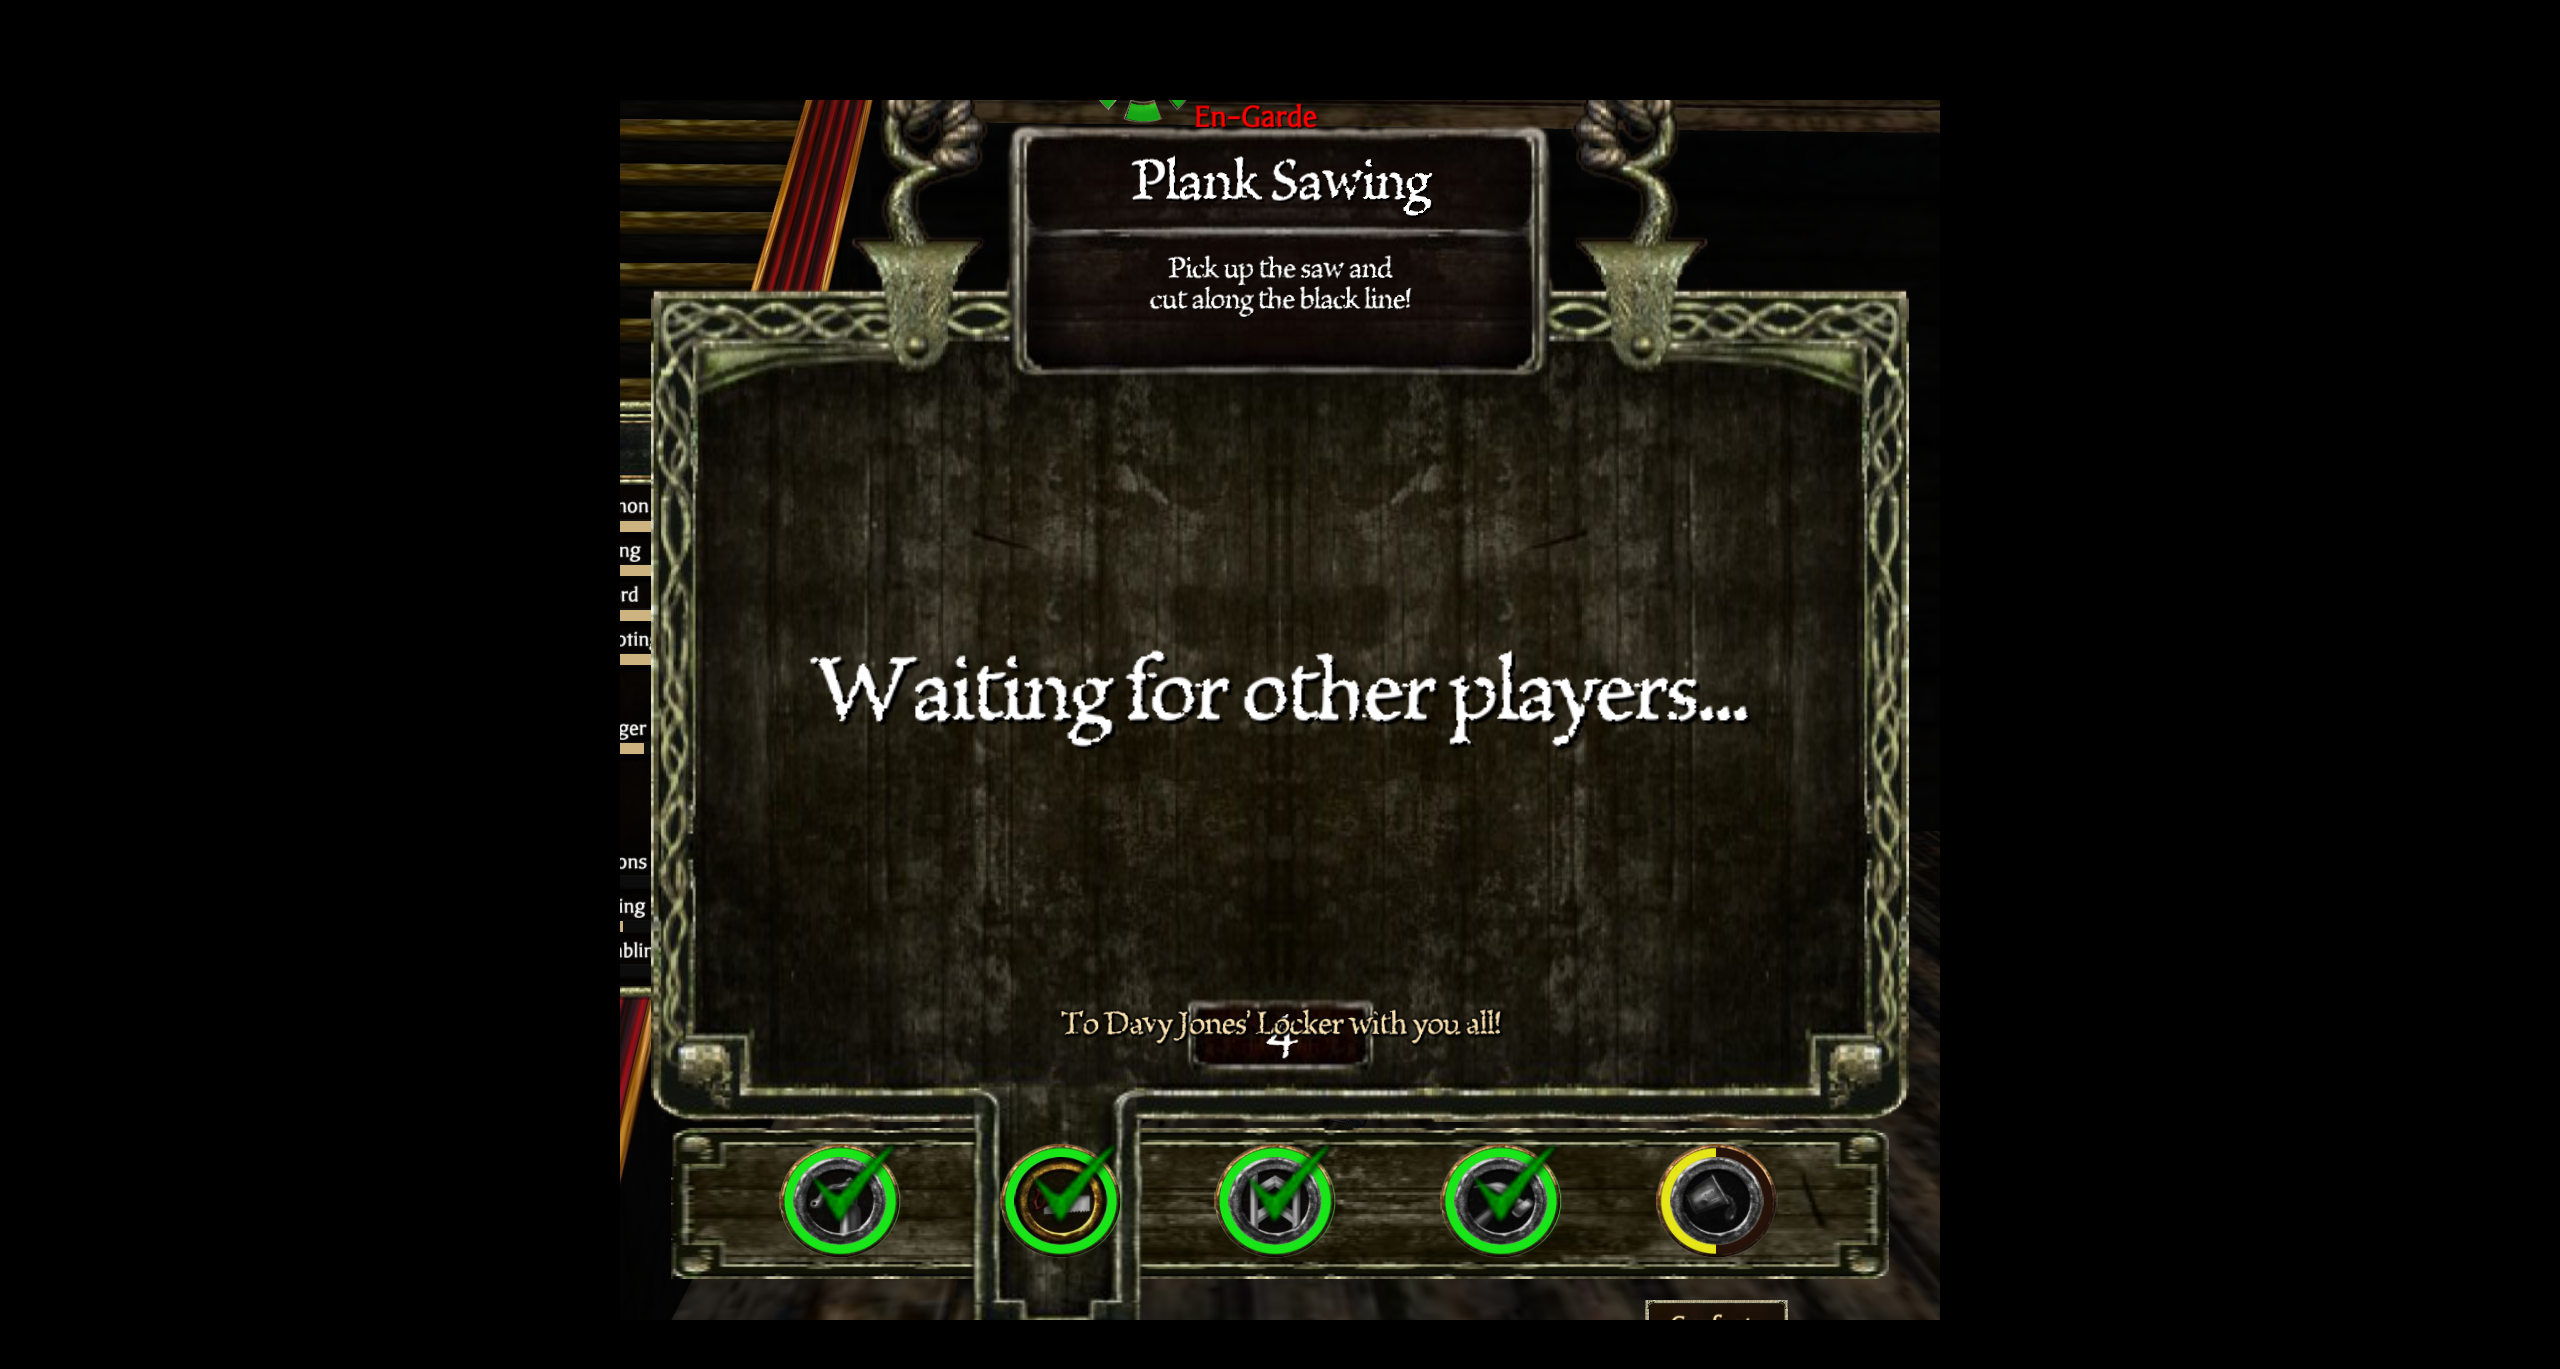 En-Garde
Plank Sawing
Pick up the saw and
cut along the black line!
Waiting for other players...
To Davy Jones' Locker with you all!
4